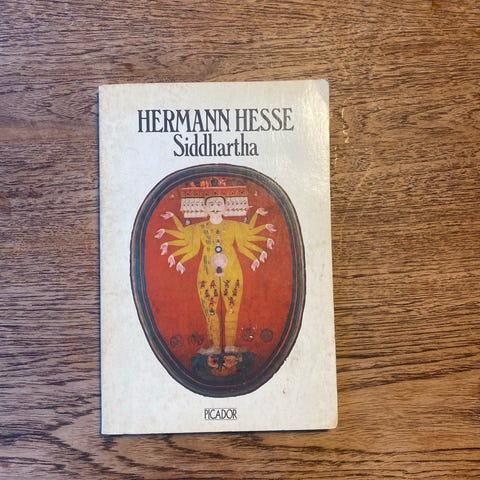 HERMANN HESSE
Siddhartha
PICADOR